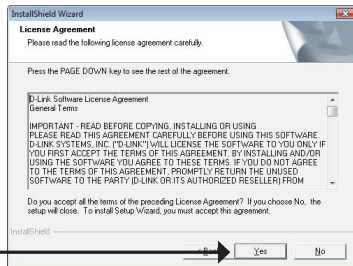 InstallShield Wizard
License Agreement
Please read the following license agreement carefully.
Press the PAGE DOWN key to see the rest of the agreement.
D-Link Software License Agreement
General Terms
IMPORTANT - READ BEFORE COPYING, INSTALLING OR USING
PLEASE READ THIS AGREEMENT CAREFULLY BEFORE USING THIS SOFTWARE.
D-LINK SYSTEMS, INC. ("D-LINK") WILL LICENSE THE SOFTWARE TO YOU ONLY IF
YOU FIRST ACCEPT THE TERMS OF THIS AGREEMENT. BY INSTALLING AND/OR
USING THE SOFTWARE YOU AGREE TO THESE TERMS. IF YOU DO NOT AGREE
TO THE TERMS OF THIS AGREEMENT, PROMPTLY RETURN THE UNUSED
SOFTWARE TO THE PARTY (D-LINK OR ITS AUTHORIZED RESELLER) FROM
Do you accept all the terms of the preceding License Agreement? If you choose No, the
setup will close. To install Setup Wizard, you must accept this agreement.
InstallShield
Yes
No